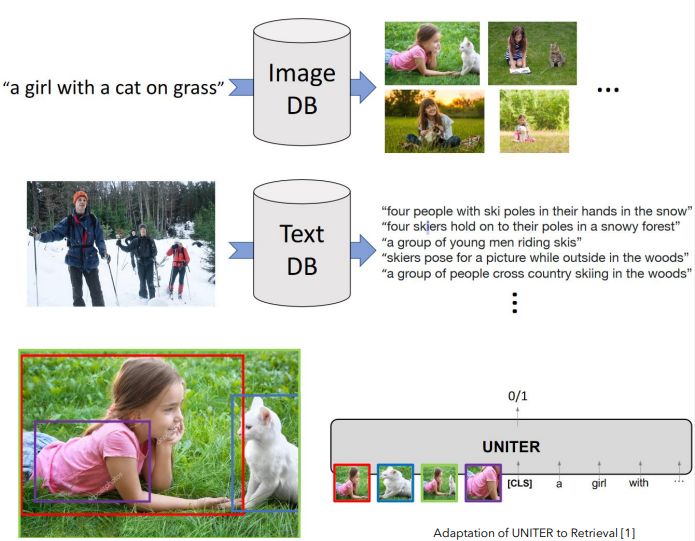 “a girl with a cat on grass”
Image
DB
...
Text
DB
“four people with ski poles in their hands in the snow”
“four skiers hold on to their poles in a snowy forest”
“a group of young men riding skis”
“skiers pose for a picture while outside in the woods”
“a group of people cross country skiing in the woods”
0/1
UNITER
[CLS] a girl with ...
Adaptation of UNITER to Retrieval [1]